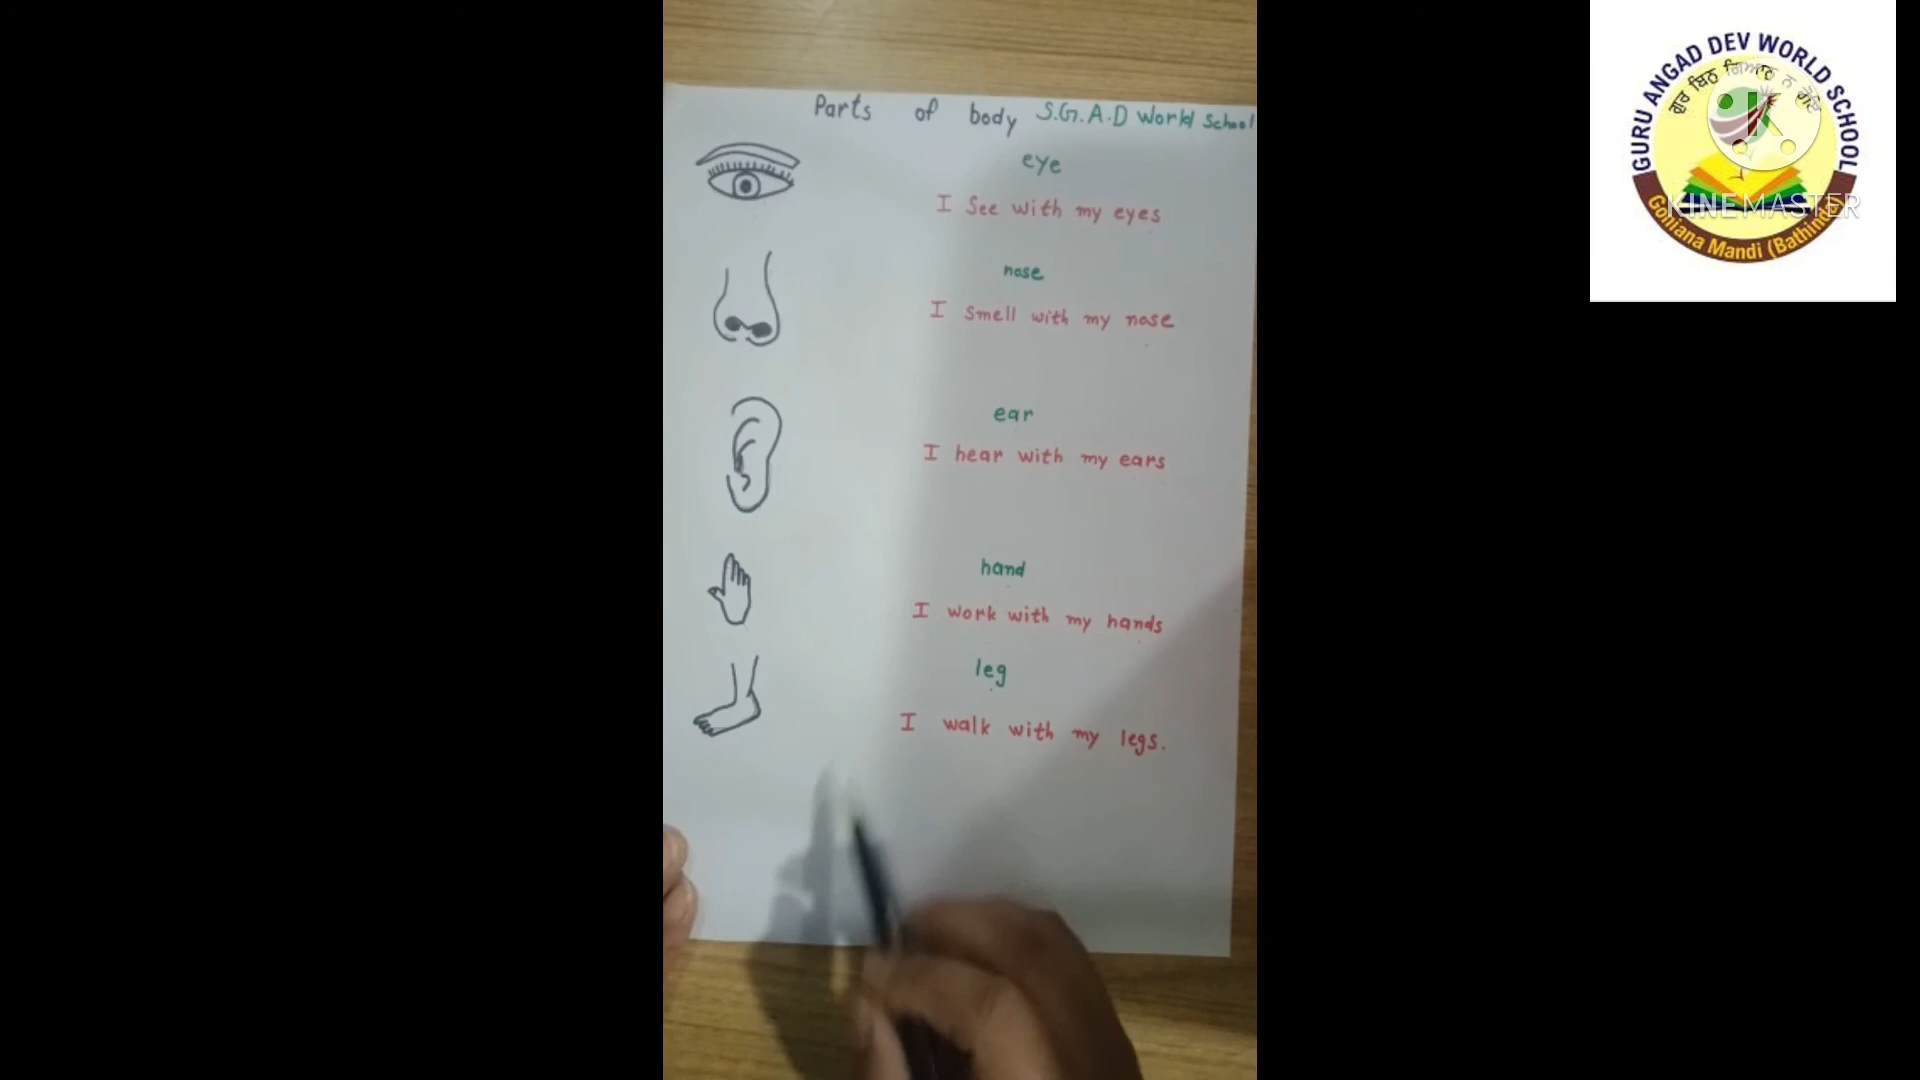 Parts of body S.G.A.D World School
eye
I See with my eyes
nose
I Smell with my nose
ear
I hear with my ears
hand
I work with my hands
leg
I walk with my legs.
GURU ANGAD DEV WORLD SCHOOL
ਗੁਰ ਬਿਨ ਗਿਆਨ ਨ ਹੋਇ
KINEMASTER
Goniana Mandi (Bathinda)